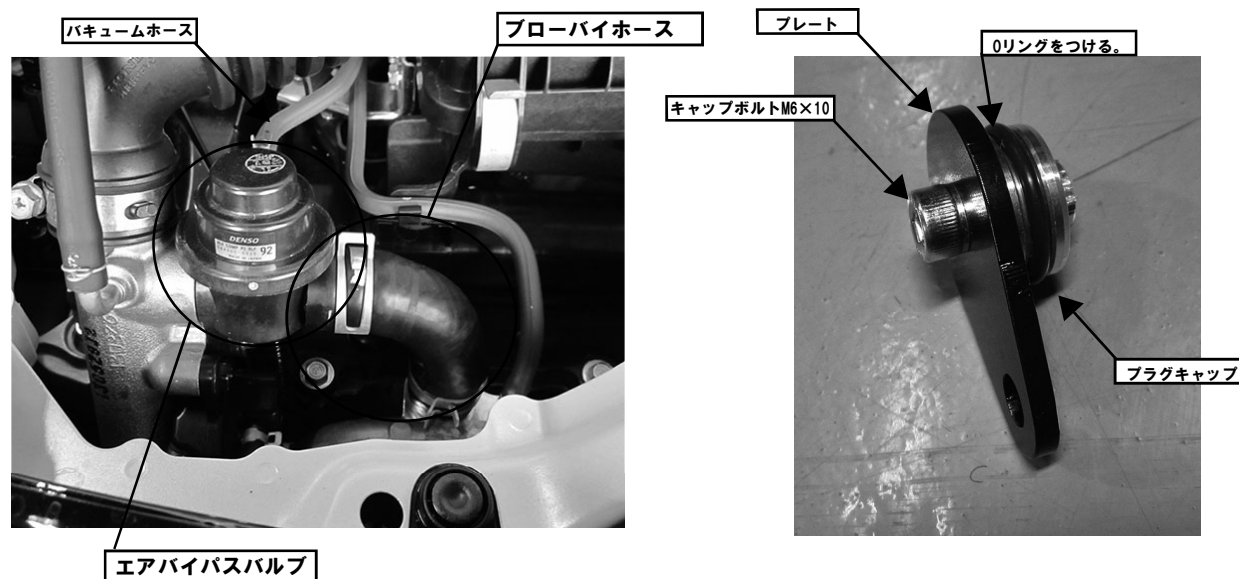 バキュームホース
ブローバイホース
プレート
Oリングをつける。
キャップボルトM6×10
DENSO
92
プラグキャップ
エアバイパスバルブ